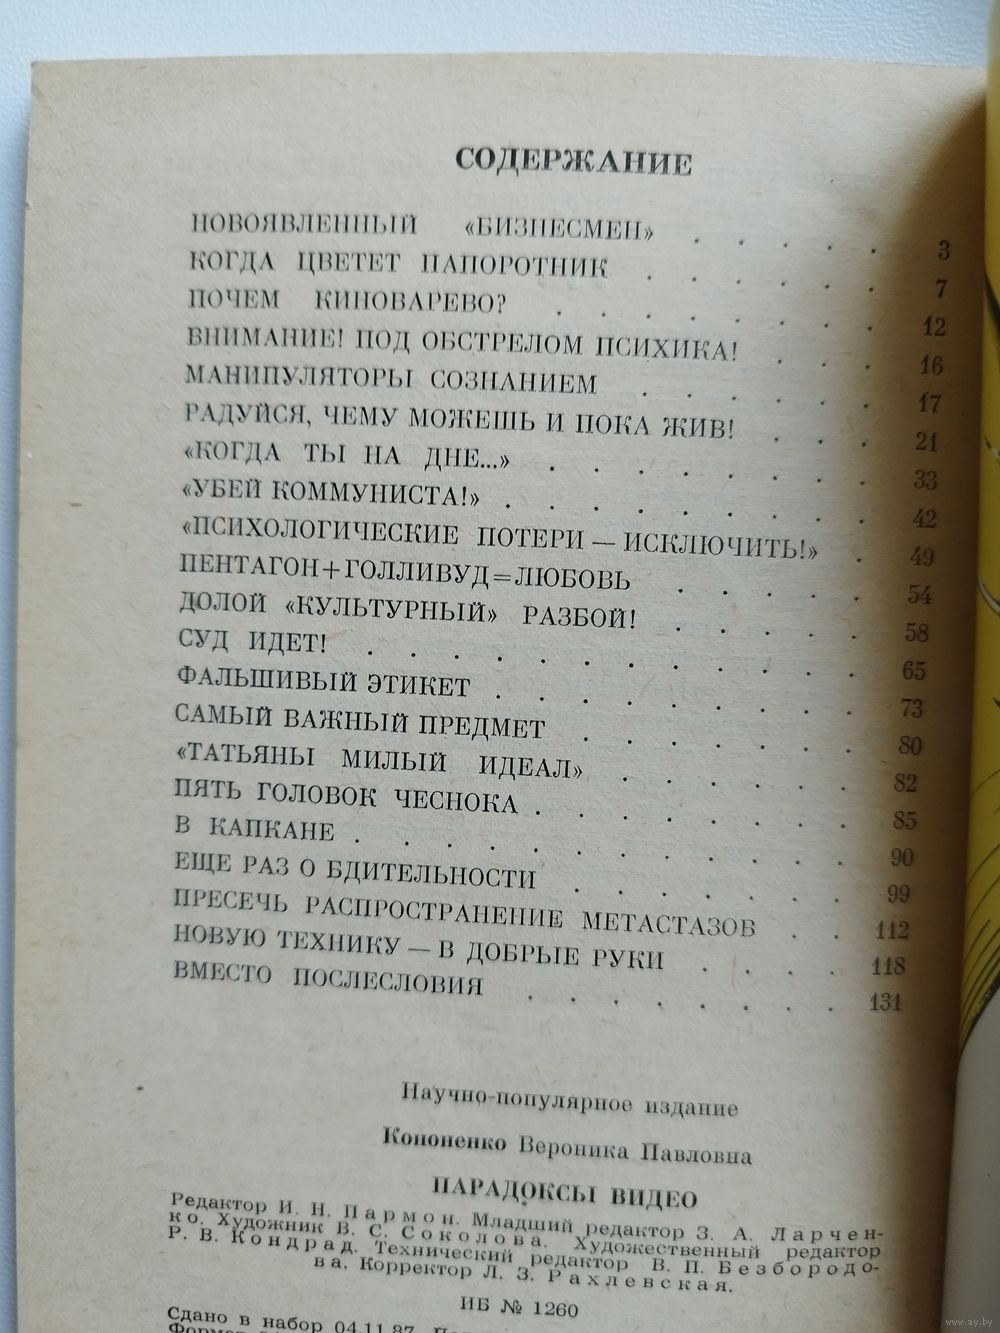 СОДЕРЖАНИЕ
НОВОЯВЛЕННЫЙ «БИЗНЕСМЕН» . . . . . 3
КОГДА ЦВЕТЕТ ПАПОРОТНИК . . . . . . 7
ПОЧЕМ КИНОВАРЕВО? . . . . . . . . 12
ВНИМАНИЕ! ПОД ОБСТРЕЛОМ ПСИХИКА! . . . 16
МАНИПУЛЯТОРЫ СОЗНАНИЕМ . . . . . . 17
РАДУЙСЯ, ЧЕМУ МОЖЕШЬ И ПОКА ЖИВ! . . . 21
«КОГДА ТЫ НА ДНЕ...» . . . . . . . . 33
«УБЕЙ КОММУНИСТА!» . . . . . . . . . 42
«ПСИХОЛОГИЧЕСКИЕ ПОТЕРИ — ИСКЛЮЧИТЬ!» . 49
ПЕНТАГОН+ГОЛЛИВУД=ЛЮБОВЬ . . . . . 54
ДОЛОЙ «КУЛЬТУРНЫЙ» РАЗБОЙ! . . . . . 58
СУД ИДЕТ! . . . . . . . . . . . . 65
ФАЛЬШИВЫЙ ЭТИКЕТ . . . . . . . . . 73
САМЫЙ ВАЖНЫЙ ПРЕДМЕТ . . . . . . . 80
«ТАТЬЯНЫ МИЛЫЙ ИДЕАЛ» . . . . . . 82
ПЯТЬ ГОЛОВОК ЧЕСНОКА . . . . . . . . 85
В КАПКАНЕ . . . . . . . . . . . . 90
ЕЩЕ РАЗ О БДИТЕЛЬНОСТИ . . . . . . . 99
ПРЕСЕЧЬ РАСПРОСТРАНЕНИЕ МЕТАСТАЗОВ . . 112
НОВУЮ ТЕХНИКУ — В ДОБРЫЕ РУКИ . . . . 118
ВМЕСТО ПОСЛЕСЛОВИЯ . . . . . . . . 131
Научно-популярное издание
Кононенко Вероника Павловна
ПАРАДОКСЫ ВИДЕО
Редактор И. Н. Пармон. Младший редактор З. А. Ларчен-
ко. Художник В. С. Соколова. Художественный редактор
Р. В. Кондрад. Технический редактор В. П. Безбородо-
ва. Корректор Л. З. Рахлевская.
ИБ № 1260
Сдано в набор 04.11.87.
www.ay.by